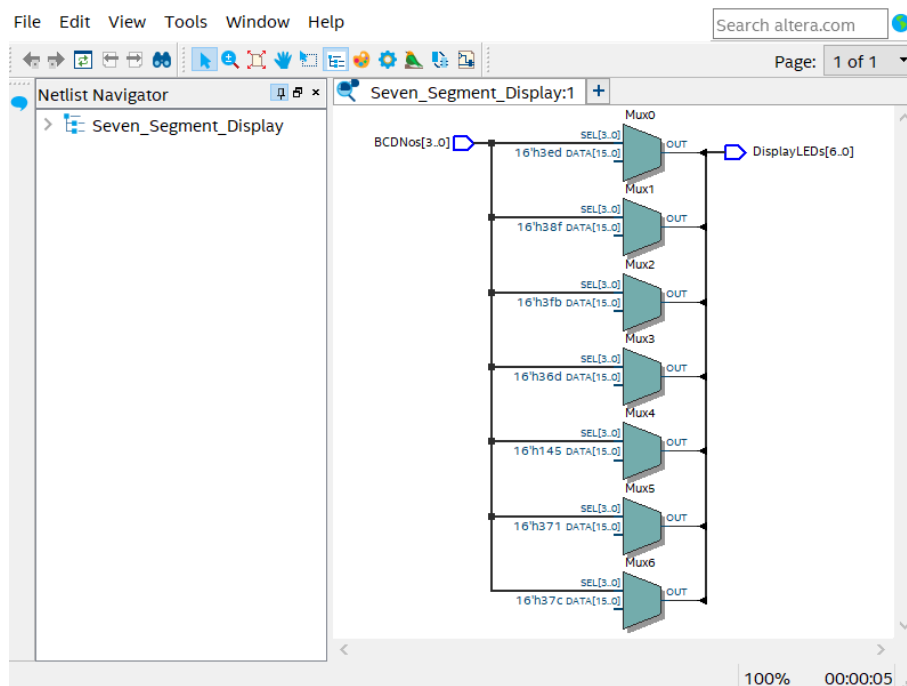 File Edit View Tools Window Help
Search altera.com
Page: 1 of 1
Netlist Navigator
Seven_Segment_Display
Seven_Segment_Display:1 +
Mux0
BCDNos[3..0]
SEL[3..0]
16'h3ed DATA[15..0]
OUT
DisplayLEDs[6..0]
Mux1
SEL[3..0]
16'h38f DATA[15..0]
OUT
Mux2
SEL[3..0]
16'h3fb DATA[15..0]
OUT
Mux3
SEL[3..0]
16'h36d DATA[15..0]
OUT
Mux4
SEL[3..0]
16'h145 DATA[15..0]
OUT
Mux5
SEL[3..0]
16'h371 DATA[15..0]
OUT
Mux6
SEL[3..0]
16'h37c DATA[15..0]
OUT
100% 00:00:05